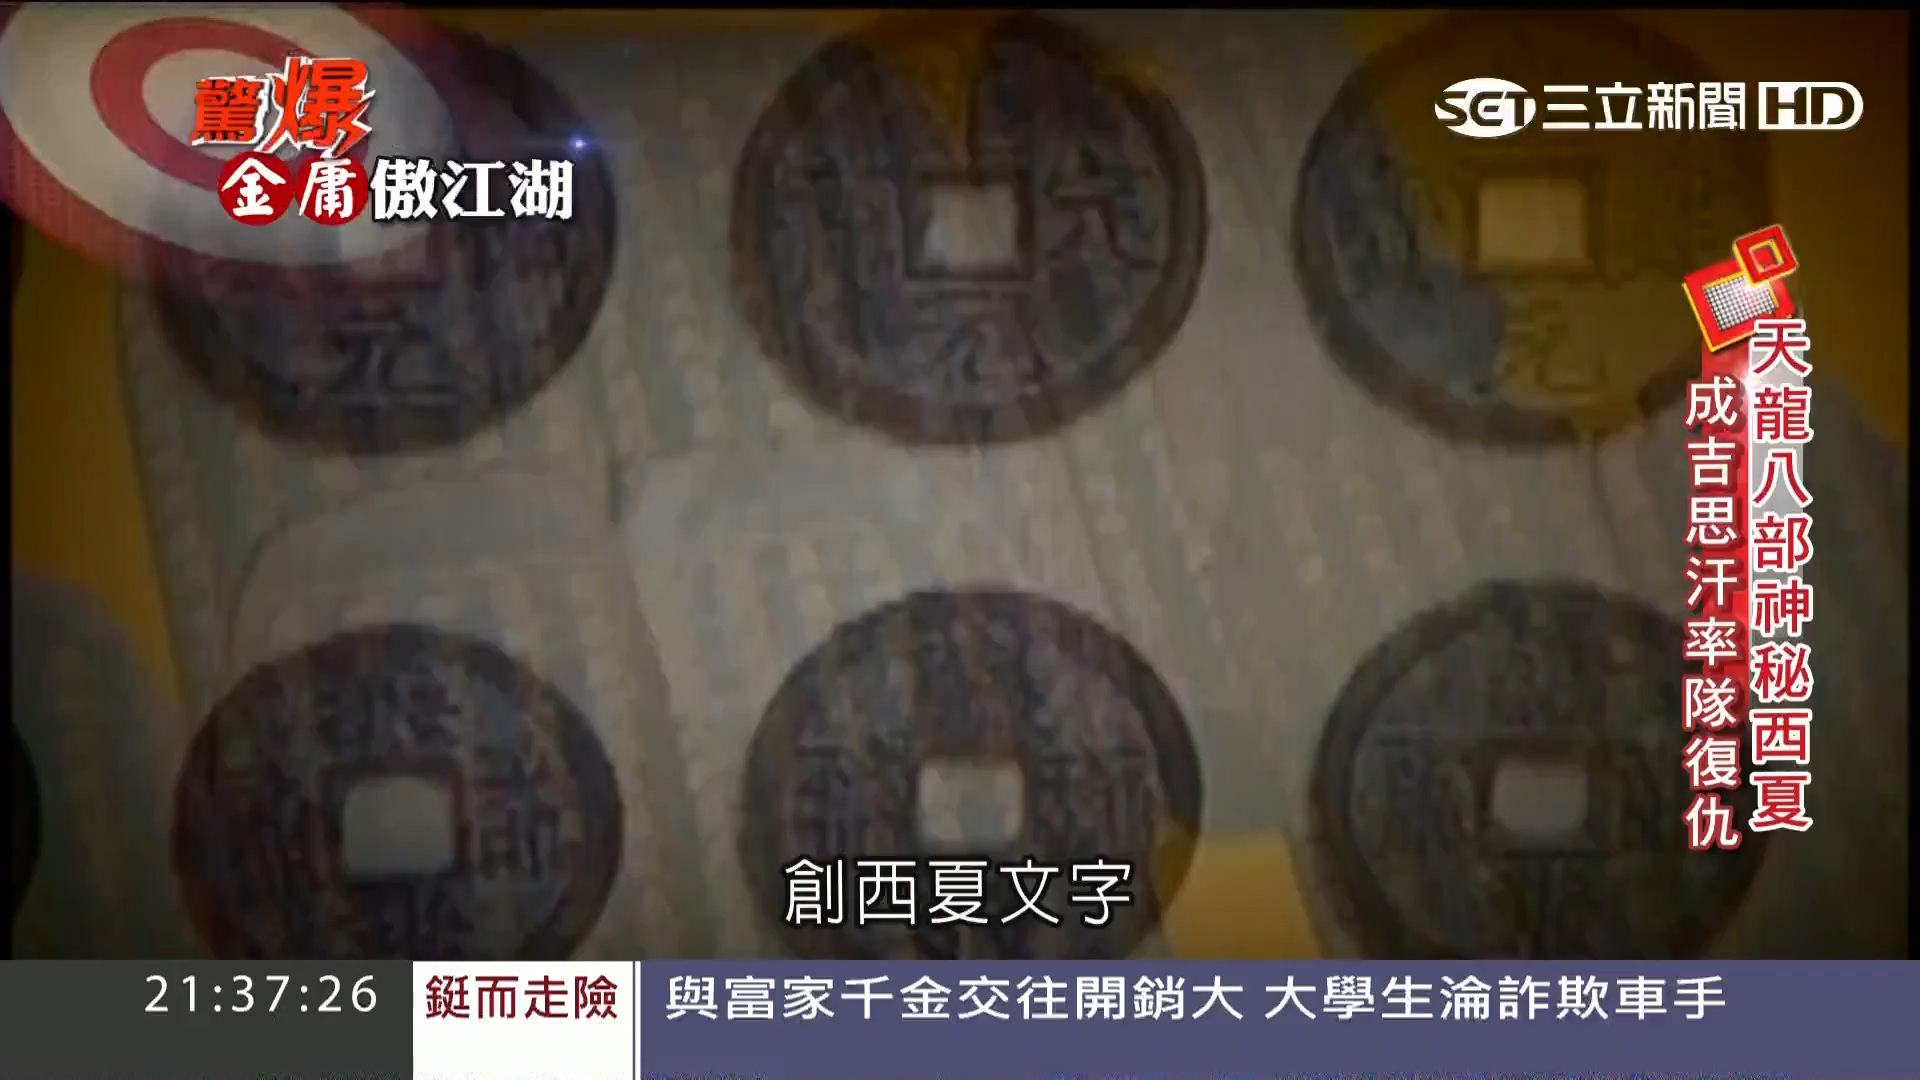 驚爆
金庸傲江湖
SET三立新聞HD
天龍八部神秘西夏
成吉思汗率隊復仇
創西夏文字
21:37:26
鋌而走險
與富家千金交往開銷大 大學生淪詐欺車手